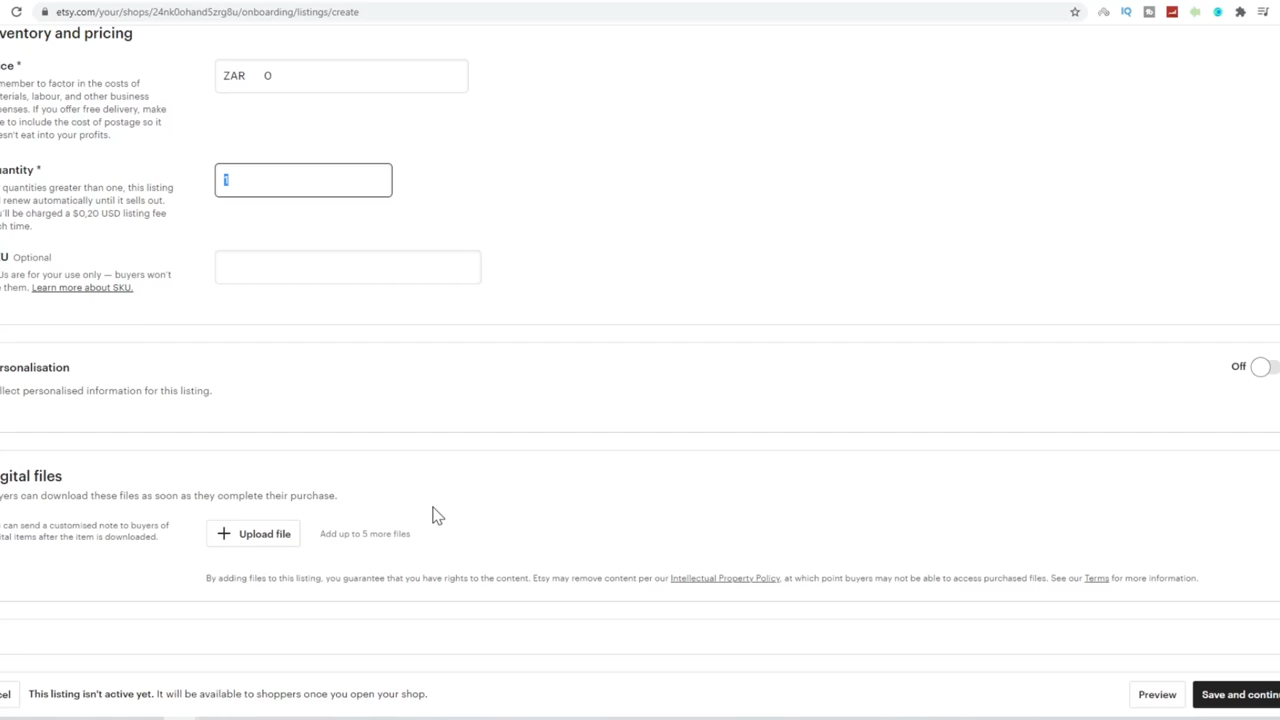 etsy.com/your/shops/24nk0ohand5zrg8u/onboarding/listings/create
ventory and pricing
ce *
ZAR 0
member to factor in the costs of
terials, labour, and other business
penses. If you offer free delivery, make
e to include the cost of postage so it
esn't eat into your profits.
uantity *
1
quantities greater than one, this listing
l renew automatically until it sells out.
u'll be charged a $0,20 USD listing fee
ch time.
U Optional
Us are for your use only — buyers won't
e them. Learn more about SKU.
rsonalisation
Off
llect personalised information for this listing.
gital files
yers can download these files as soon as they complete their purchase.
can send a customised note to buyers of
ital items after the item is downloaded.
Upload file
Add up to 5 more files
By adding files to this listing, you guarantee that you have rights to the content. Etsy may remove content per our Intellectual Property Policy, at which point buyers may not be able to access purchased files. See our Terms for more information.
cel
This listing isn't active yet. It will be available to shoppers once you open your shop.
Preview
Save and contin